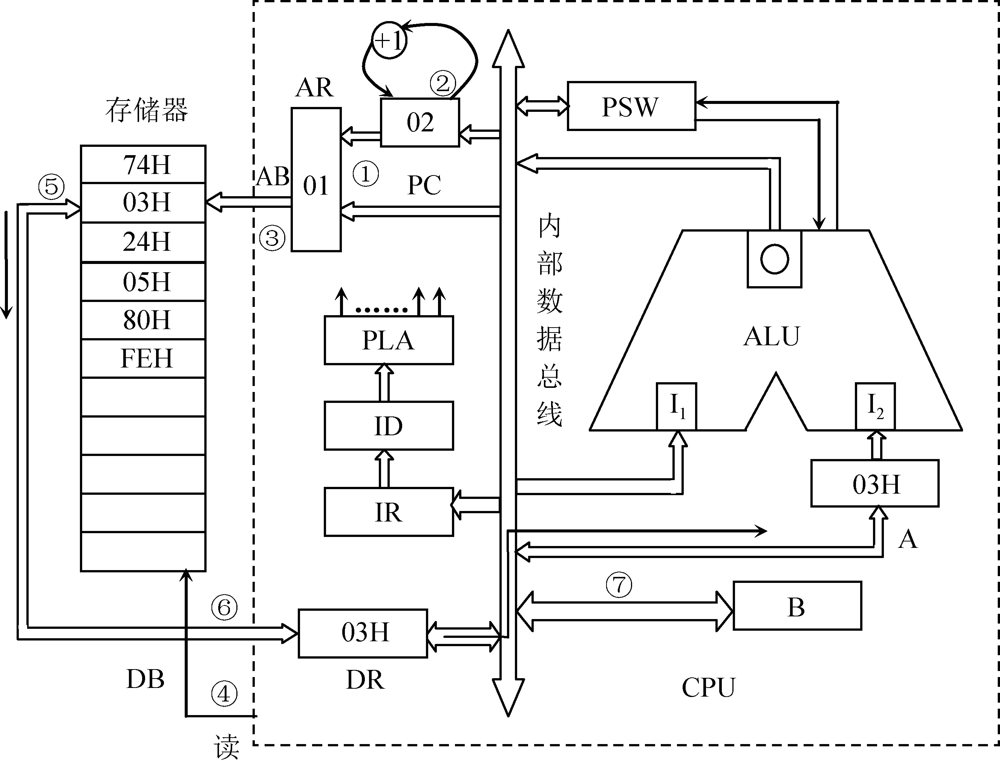 +1
②
AR
02
PSW
存储器
74H
03H
24H
05H
80H
FEH
⑤
AB
01
①
PC
③
内部数据总线
ALU
I₁
I₂
PLA
ID
IR
03H
A
⑦
B
⑥
03H
DB
DR
④
CPU
读